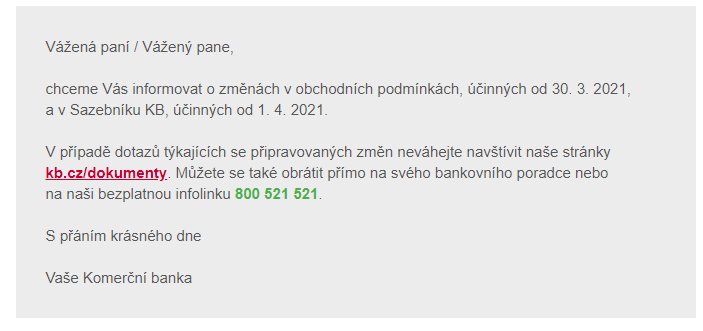 Vážená paní / Vážený pane,
chceme Vás informovat o změnách v obchodních podmínkách, účinných od 30. 3. 2021,
a v Sazebníku KB, účinných od 1. 4. 2021.
V případě dotazů týkajících se připravovaných změn neváhejte navštívit naše stránky
kb.cz/dokumenty. Můžete se také obrátit přímo na svého bankovního poradce nebo
na naši bezplatnou infolinku 800 521 521.
S přáním krásného dne
Vaše Komerční banka